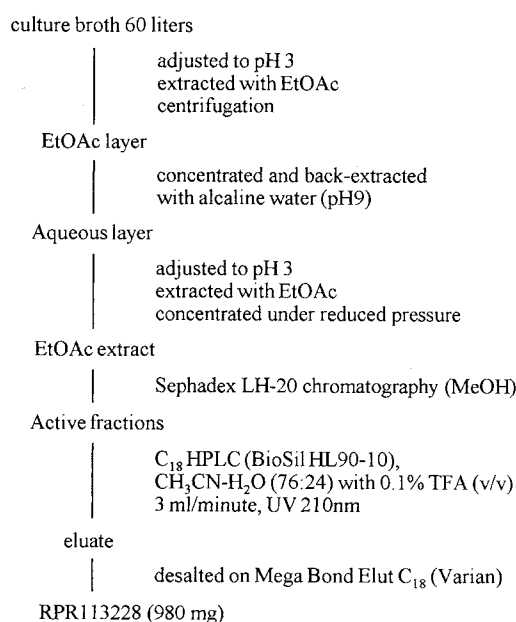 culture broth 60 liters
adjusted to pH 3
extracted with EtOAc
centrifugation
EtOAc layer
concentrated and back-extracted
with alcaline water (pH9)
Aqueous layer
adjusted to pH 3
extracted with EtOAc
concentrated under reduced pressure
EtOAc extract
Sephadex LH-20 chromatography (MeOH)
Active fractions
C18 HPLC (BioSil HL90-10),
CH3CN-H2O (76:24) with 0.1% TFA (v/v)
3 ml/minute, UV 210nm
eluate
desalted on Mega Bond Elut C18 (Varian)
RPR113228 (980 mg)